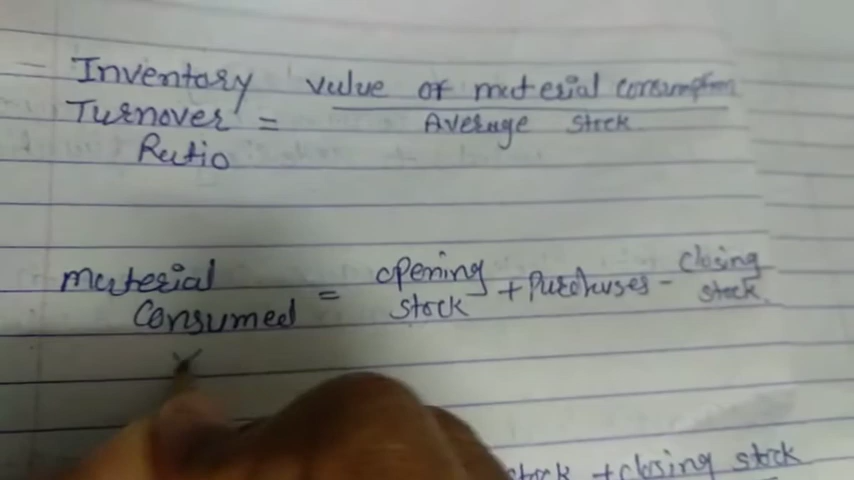 Inventory value of material consumption
Turnover =
Average stock
Ratio
material
Consumed = opening stock + Purchases - closing stock
stock + closing stock